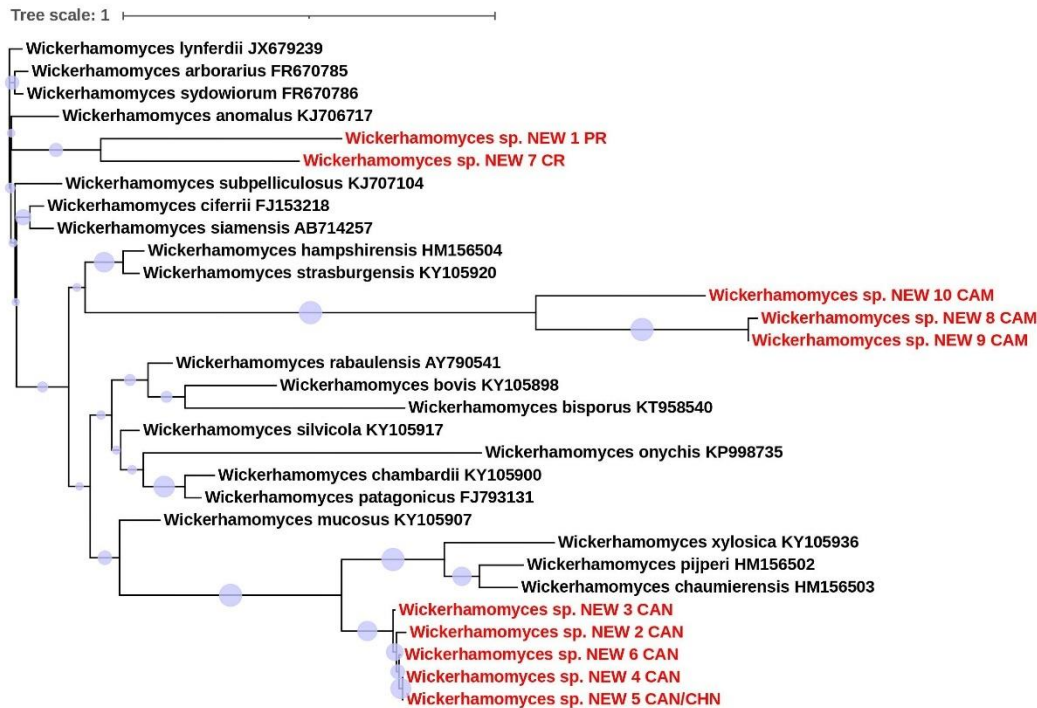 Tree scale: 1
Wickerhamomyces lynferdii JX679239
Wickerhamomyces arborarius FR670785
Wickerhamomyces sydowiorum FR670786
Wickerhamomyces anomalus KJ706717
Wickerhamomyces sp. NEW 1 PR
Wickerhamomyces sp. NEW 7 CR
Wickerhamomyces subpelliculosus KJ707104
Wickerhamomyces ciferrii FJ153218
Wickerhamomyces siamensis AB714257
Wickerhamomyces hampshirensis HM156504
Wickerhamomyces strasburgensis KY105920
Wickerhamomyces sp. NEW 10 CAM
Wickerhamomyces sp. NEW 8 CAM
Wickerhamomyces sp. NEW 9 CAM
Wickerhamomyces rabaulensis AY790541
Wickerhamomyces bovis KY105898
Wickerhamomyces bisporus KT958540
Wickerhamomyces silvicola KY105917
Wickerhamomyces onychis KP998735
Wickerhamomyces chambardii KY105900
Wickerhamomyces patagonicus FJ793131
Wickerhamomyces mucosus KY105907
Wickerhamomyces xylosica KY105936
Wickerhamomyces pijperi HM156502
Wickerhamomyces chaumierensis HM156503
Wickerhamomyces sp. NEW 3 CAN
Wickerhamomyces sp. NEW 2 CAN
Wickerhamomyces sp. NEW 6 CAN
Wickerhamomyces sp. NEW 4 CAN
Wickerhamomyces sp. NEW 5 CAN/CHN